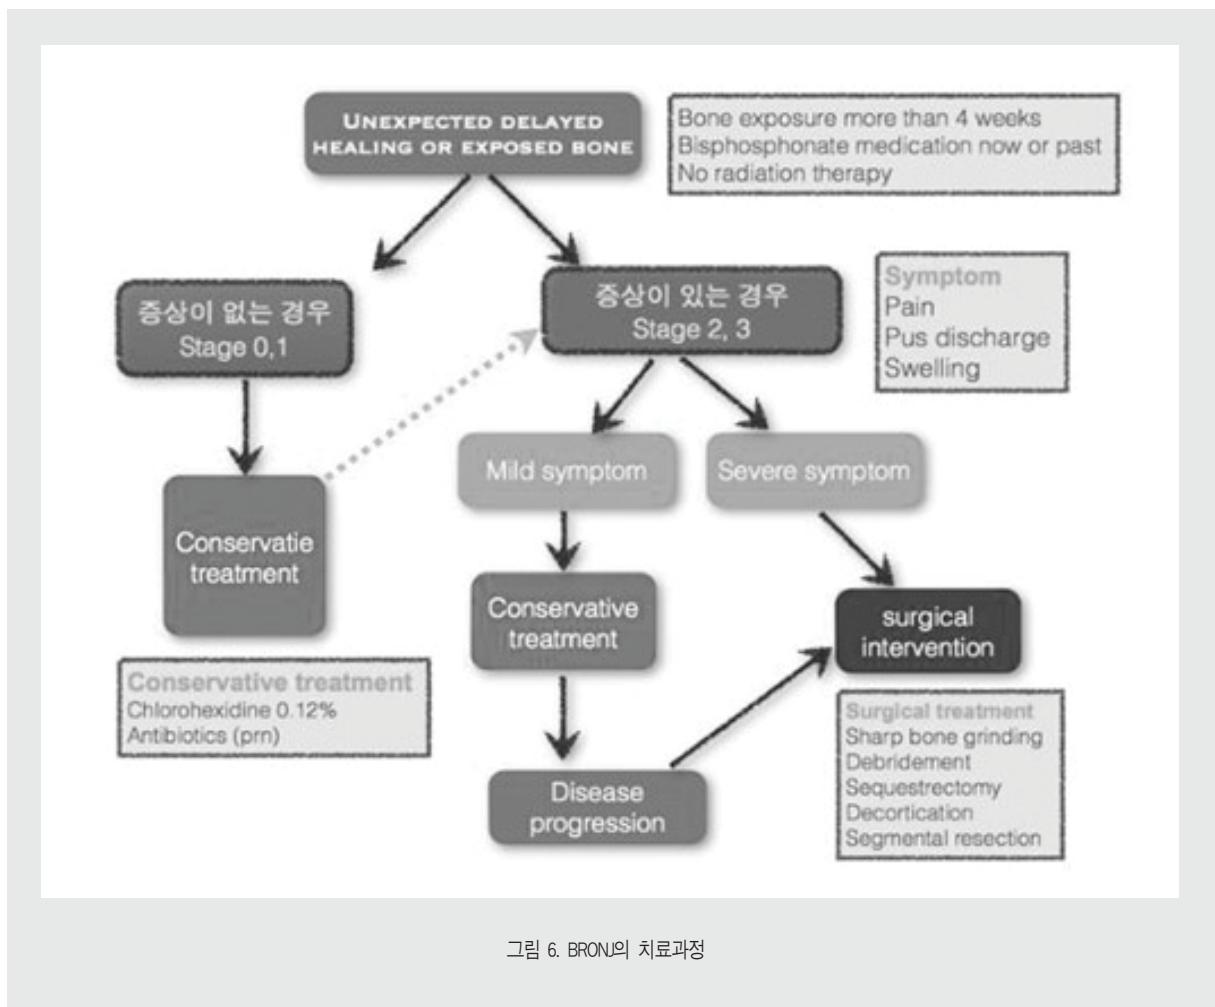 UNEXPECTED DELAYED
HEALING OR EXPOSED BONE
Bone exposure more than 4 weeks
Bisphosphonate medication now or past
No radiation therapy
증상이 없는 경우
Stage 0,1
증상이 있는 경우
Stage 2, 3
Symptom
Pain
Pus discharge
Swelling
Mild symptom
Severe symptom
Conservatie
treatment
Conservative
treatment
surgical
intervention
Conservative treatment
Chlorohexidine 0.12%
Antibiotics (prn)
Disease
progression
Surgical treatment
Sharp bone grinding
Debridement
Sequestrectomy
Decortication
Segmental resection
그림 6. BRONJ의 치료과정